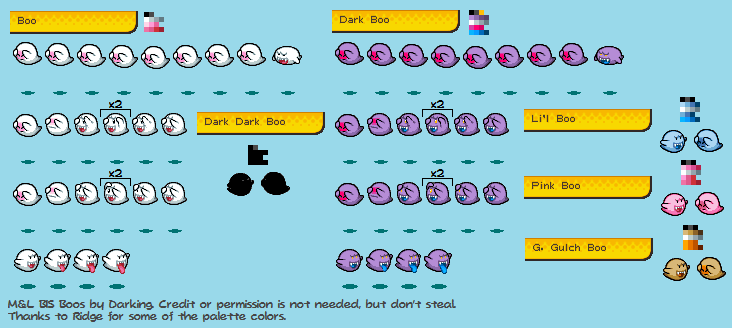 Boo
Dark Boo
x2
x2
Dark Dark Boo
Li'l Boo
x2
x2
Pink Boo
G. Gulch Boo
M&L BIS Boos by Darking. Credit or permission is not needed, but don't steal.
Thanks to Ridge for some of the palette colors.